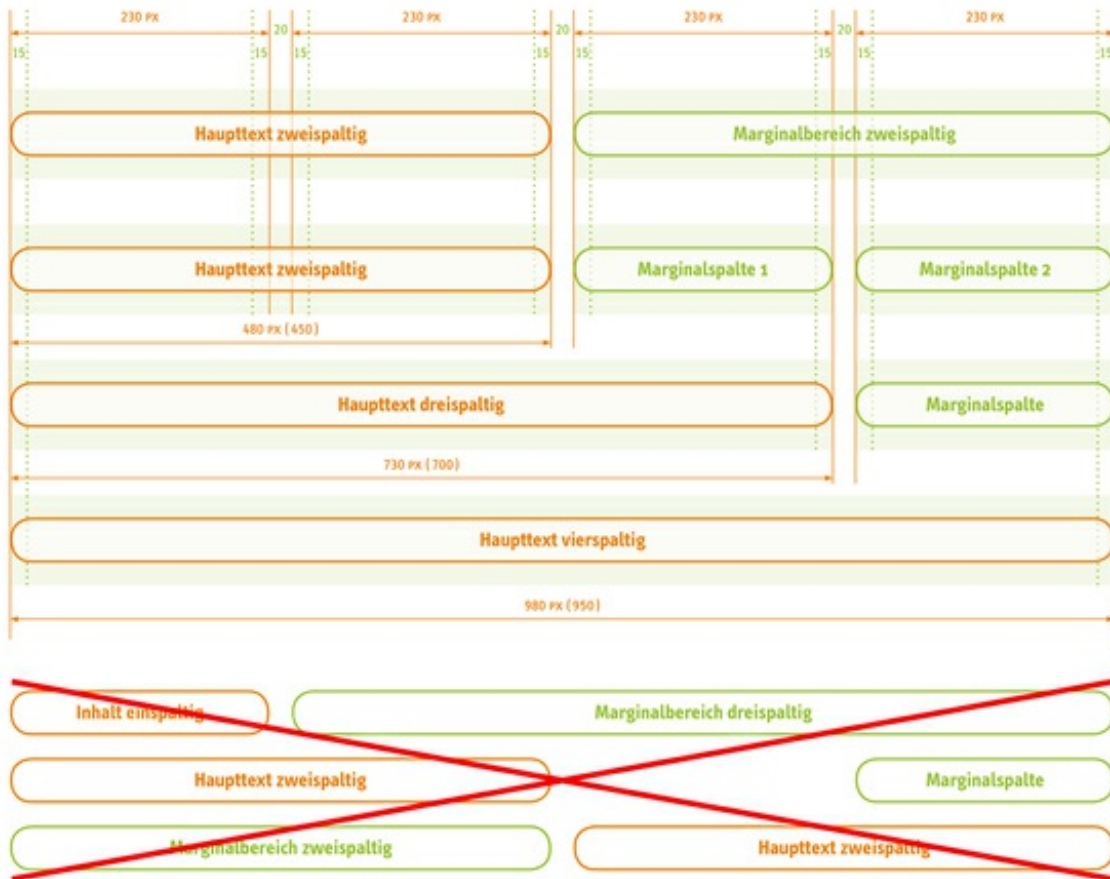 230 PX 230 PX 230 PX 230 PX
20 20 20
15 15 15 15 15 15 15 15
Haupttext zweispaltig Marginalbereich zweispaltig
Haupttext zweispaltig Marginalspalte 1 Marginalspalte 2
480 PX (450)
Haupttext dreispaltig Marginalspalte
730 PX (700)
Haupttext vierspaltig
980 PX (950)
Inhalt einspaltig Marginalbereich dreispaltig
Haupttext zweispaltig Marginalspalte
Marginalbereich zweispaltig Haupttext zweispaltig